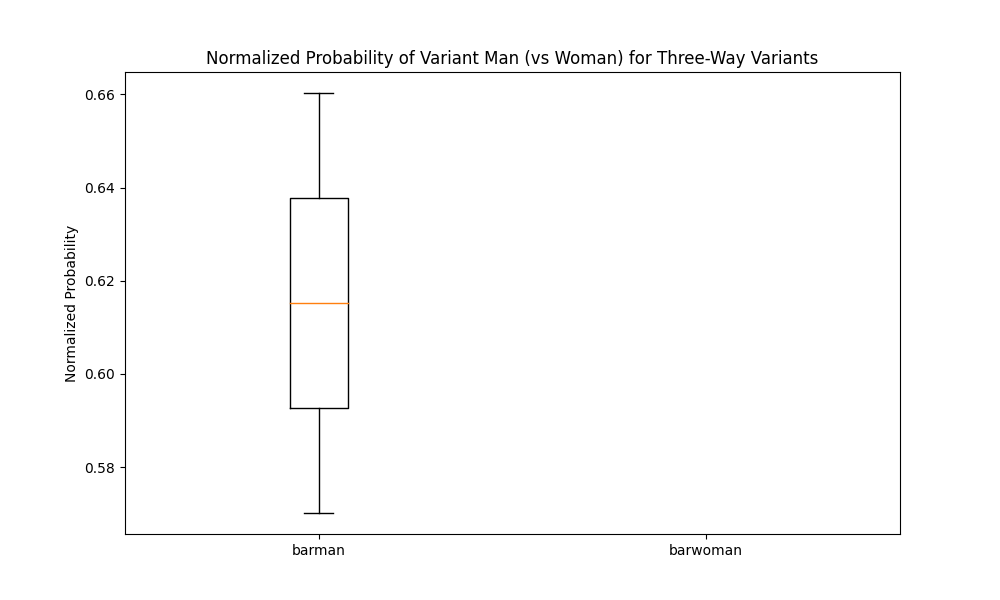 Normalized Probability of Variant Man (vs Woman) for Three-Way Variants
Normalized Probability
0.66
0.64
0.62
0.60
0.58
barman
barwoman